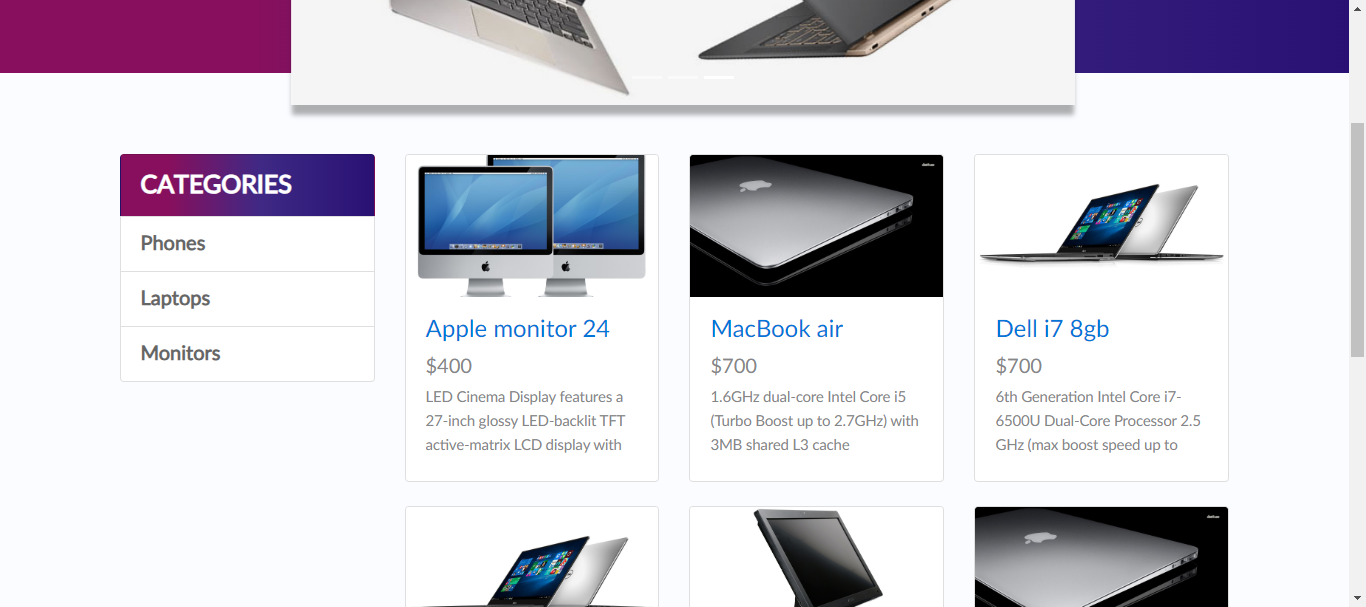 CATEGORIES
Phones
Laptops
Monitors
Apple monitor 24
$400
LED Cinema Display features a
27-inch glossy LED-backlit TFT
active-matrix LCD display with
MacBook air
$700
1.6GHz dual-core Intel Core i5
(Turbo Boost up to 2.7GHz) with
3MB shared L3 cache
Dell i7 8gb
$700
6th Generation Intel Core i7-
6500U Dual-Core Processor 2.5
GHz (max boost speed up to